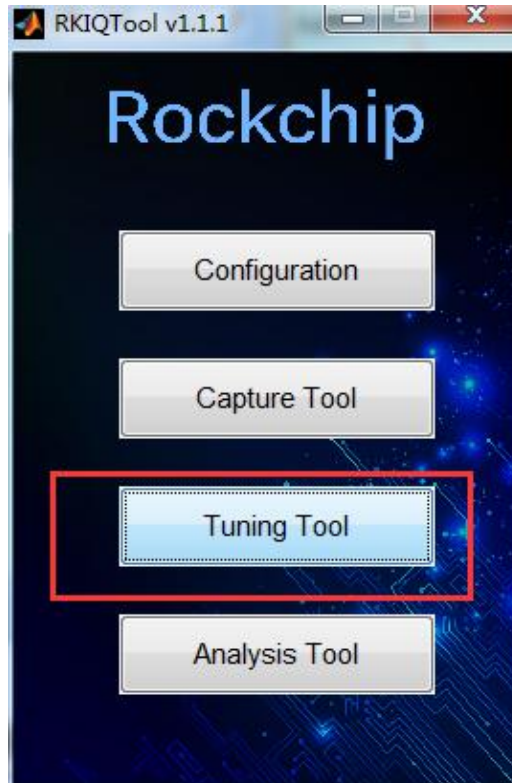 RKIQTool v1.1.1
Rockchip
Configuration
Capture Tool
Tuning Tool
Analysis Tool